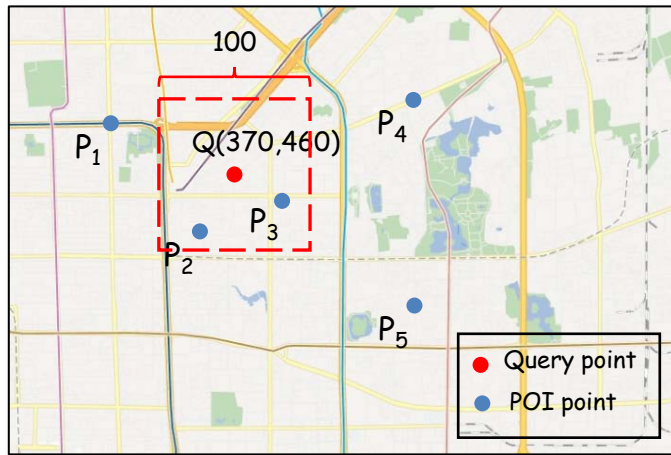 100
Q(370,460)
P₁
P₄
P₃
P₂
P₅
Query point
POI point